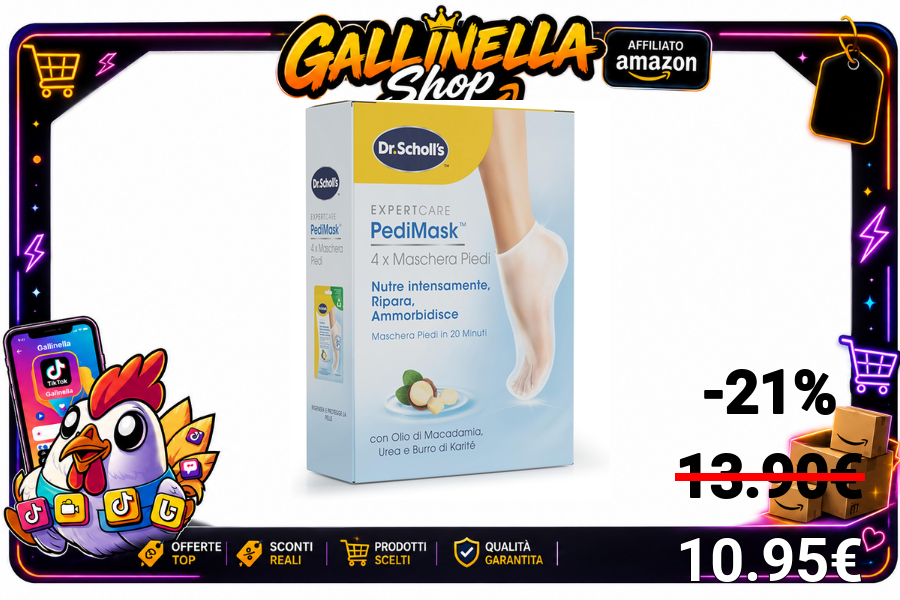 GALLINELLA
Shop
AFFILIATO
amazon
Dr.Scholl's
EXPERTCARE
PediMask™
4 x Maschera Piedi
Nutre intensamente,
Ripara,
Ammorbidisce
Maschera Piedi in 20 Minuti
con Olio di Macadamia,
Urea e Burro di Karité
Dr.Scholl's
EXPERTCARE
PediMask
4 x Maschera
Piedi
Gallinella
TikTok
Gallinella
-21%
13.90€
10.95€
OFFERTE
TOP
SCONTI
REALI
PRODOTTI
SCELTI
QUALITÀ
GARANTITA